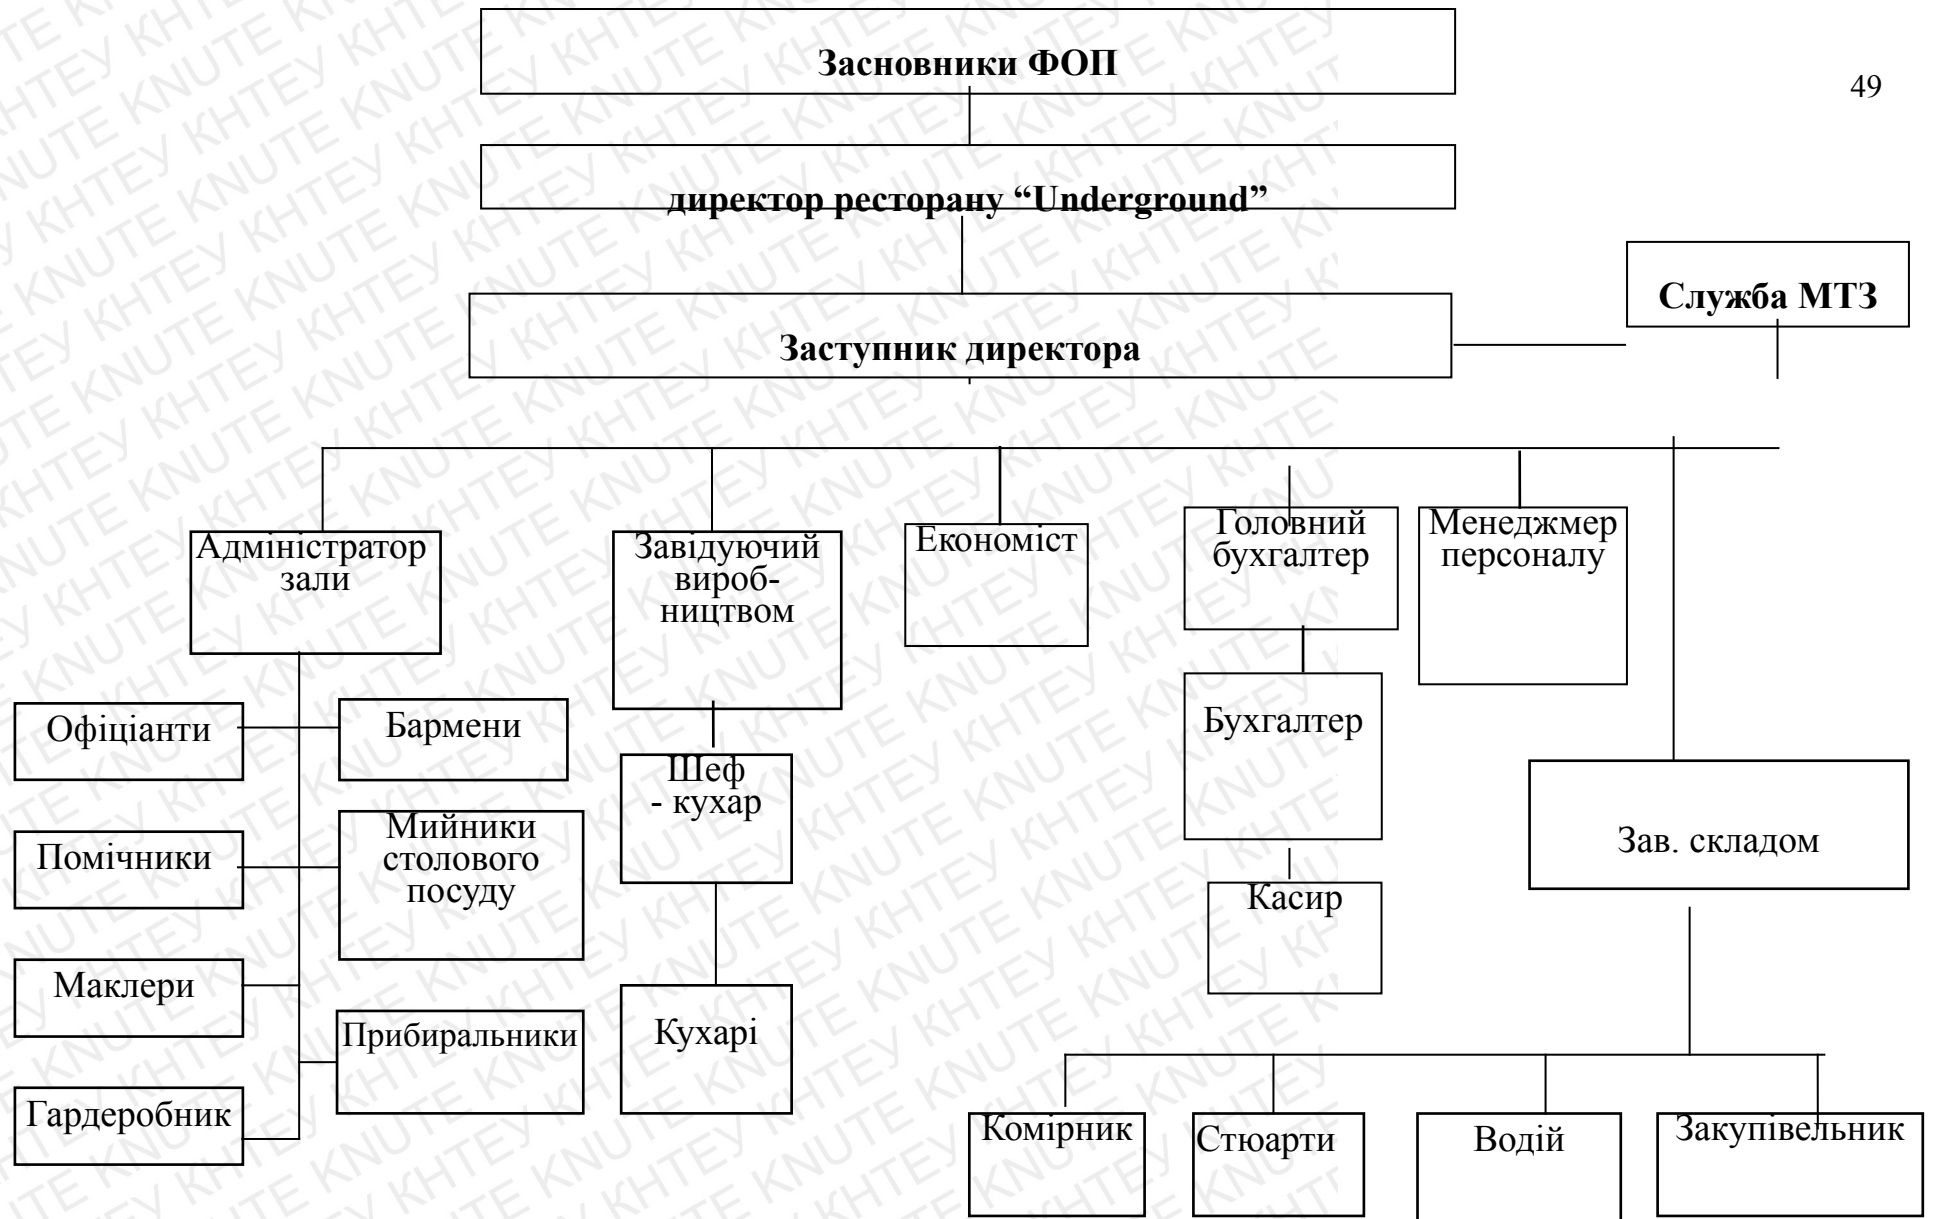 Засновники ФОП
49
директор ресторану “Underground”
Служба МТЗ
Заступник директора
Адміністратор
зали
Завідуючий
вироб-
ництвом
Економіст
Головний
бухгалтер
Менеджмер
персоналу
Офіціанти
Бармени
Бухгалтер
Шеф
- кухар
Помічники
Мийники
столового
посуду
Зав. складом
Касир
Маклери
Прибиральники
Кухарі
Гардеробник
Комірник
Стюарти
Водій
Закупівельник
КНТЕУ KNUTE